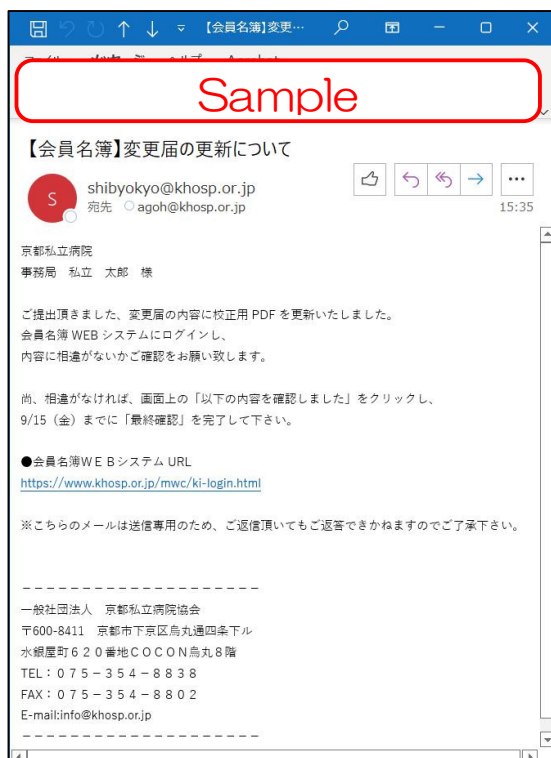 【会員名簿】変更…
Sample
【会員名簿】変更届の更新について
S
shibyokyo@khosp.or.jp
宛先 agoh@khosp.or.jp
15:35
京都私立病院
事務局 私立 太郎 様
ご提出頂きました、変更届の内容に校正用 PDF を更新いたしました。
会員名簿 WEB システムにログインし、
内容に相違がないかご確認をお願い致します。
尚、相違がなければ、画面上の「以下の内容を確認しました」をクリックし、
9/15（金）までに「最終確認」を完了して下さい。
●会員名簿ＷＥＢシステム URL
https://www.khosp.or.jp/mwc/ki-login.html
※こちらのメールは送信専用のため、ご返信頂いてもご返答できかねますのでご了承下さい。
－－－－－－－－－－－－－－－－－－－－
一般社団法人 京都私立病院協会
〒600-8411 京都市下京区烏丸通四条下ル
水銀屋町６２０番地ＣＯＣＯＮ烏丸８階
TEL：０７５－３５４－８８３８
FAX：０７５－３５４－８８０２
E-mail:info@khosp.or.jp
－－－－－－－－－－－－－－－－－－－－